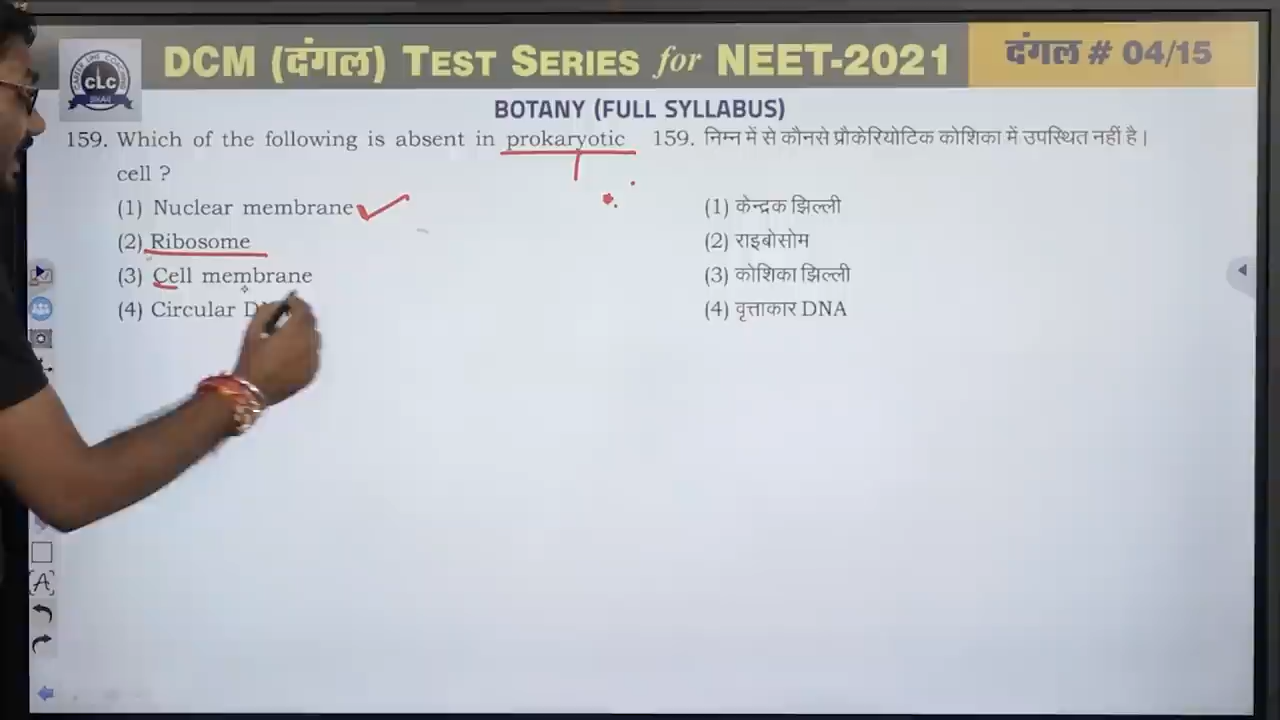 DCM (दंगल) TEST SERIES for NEET-2021
दंगल # 04/15
CLC
BOTANY (FULL SYLLABUS)
159. Which of the following is absent in prokaryotic
cell ?
(1) Nuclear membrane
(2) Ribosome
(3) Cell membrane
(4) Circular
159. निम्न में से कौनसे प्रौकेरियोटिक कोशिका में उपस्थित नहीं है।
(1) केन्द्रक झिल्ली
(2) राइबोसोम
(3) कोशिका झिल्ली
(4) वृत्ताकार DNA
[A]